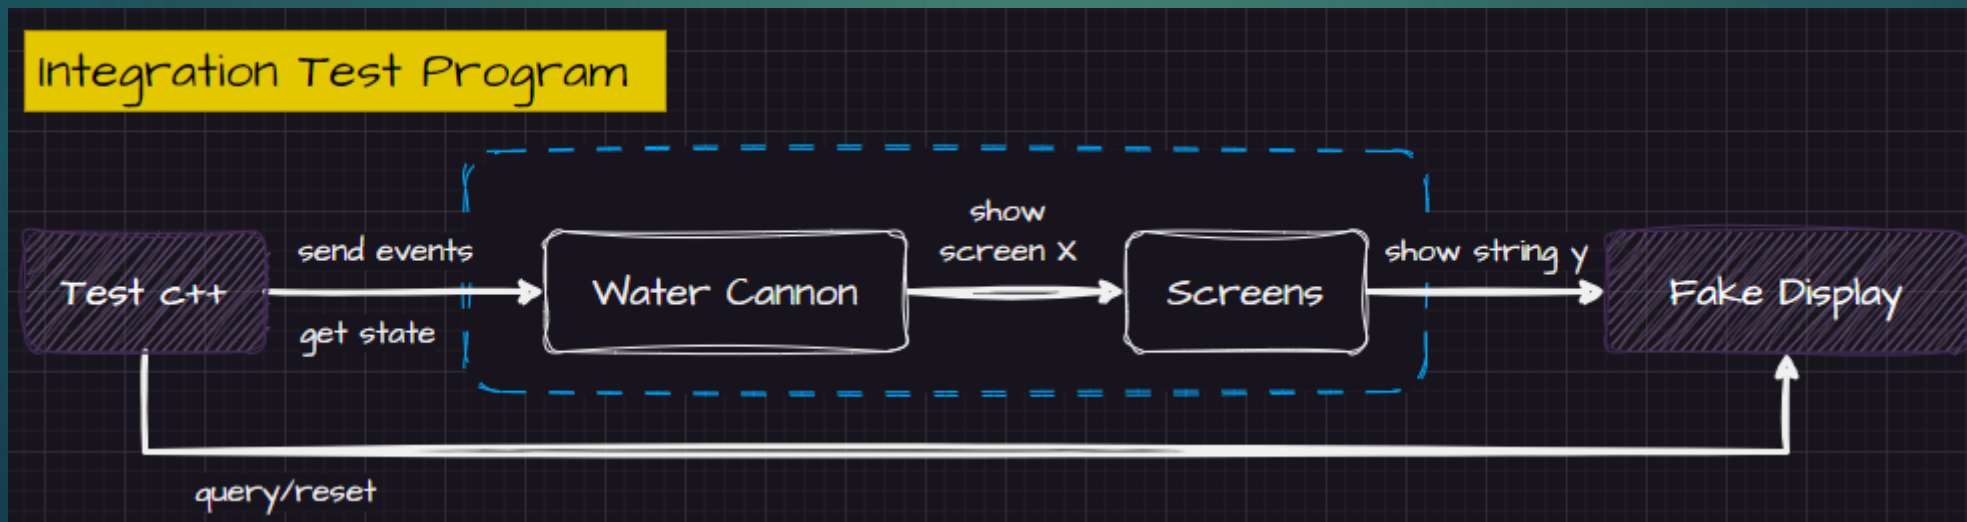 Integration Test Program
show
screen X
send events
show string y
Test c++
Water Cannon
Screens
Fake Display
get state
query/reset